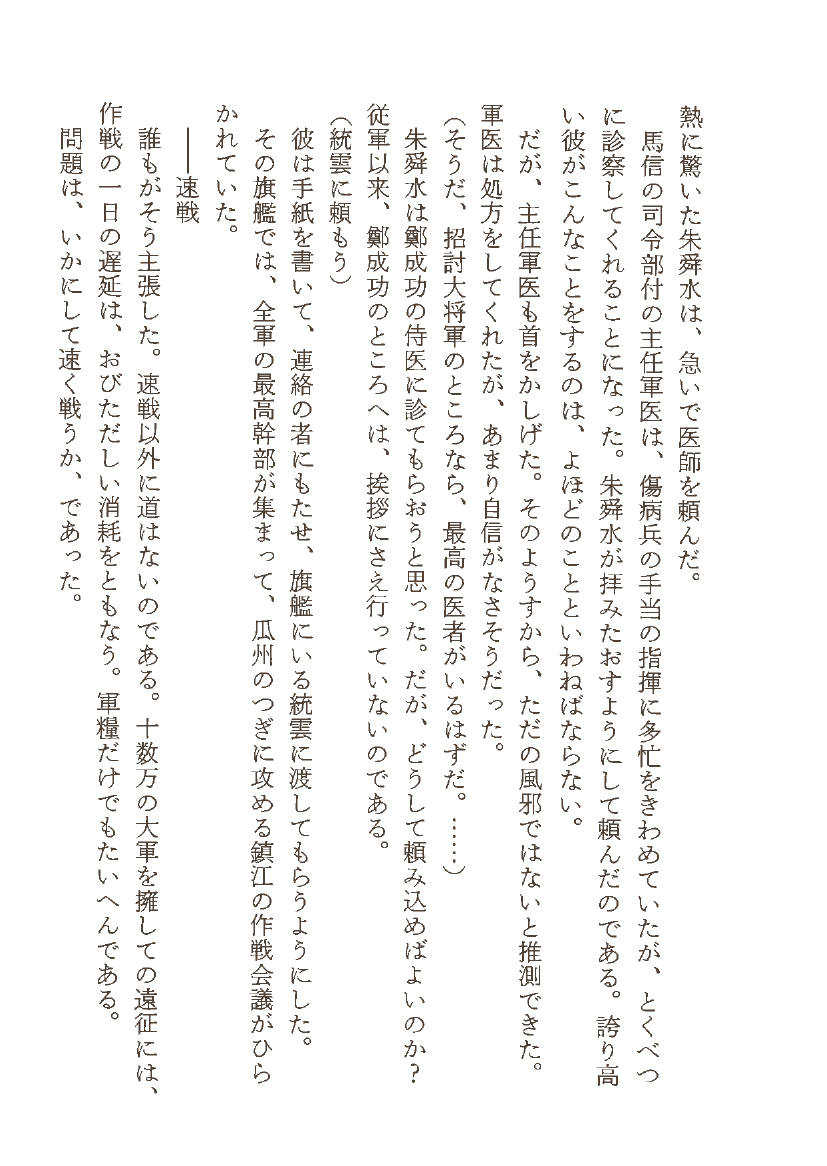 熱に驚いた朱舜水は、急いで医師を頼んだ。
馬信の司令部付の主任軍医は、傷病兵の手当の指揮に多忙をきわめていたが、とくべつ
に診察してくれることになった。朱舜水が拝みたおすようにして頼んだのである。誇り高
い彼がこんなことをするのは、よほどのことといわねばならない。
だが、主任軍医も首をかしげた。そのようすから、ただの風邪ではないと推測できた。
軍医は処方をしてくれたが、あまり自信がなさそうだった。
（そうだ、招討大将軍のところなら、最高の医者がいるはずだ。……）
朱舜水は鄭成功の侍医に診てもらおうと思った。だが、どうして頼み込めばよいのか？
従軍以来、鄭成功のところへは、挨拶にさえ行っていないのである。
（統雲に頼もう）
彼は手紙を書いて、連絡の者にもたせ、旗艦にいる統雲に渡してもらうようにした。
その旗艦では、全軍の最高幹部が集まって、瓜州のつぎに攻める鎮江の作戦会議がひら
かれていた。
――速戦
誰もがそう主張した。速戦以外に道はないのである。十数万の大軍を擁しての遠征には、
作戦の一日の遅延は、おびただしい消耗をともなう。軍糧だけでもたいへんである。
問題は、いかにして速く戦うか、であった。